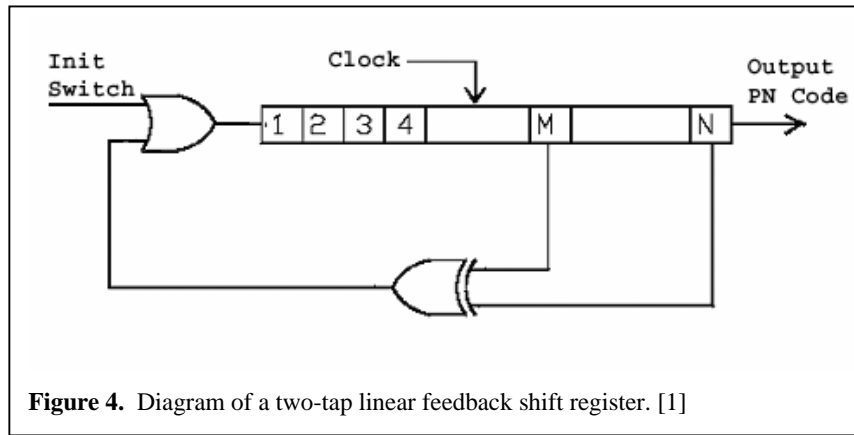 Init
Switch
Clock
Output
PN Code
1 2 3 4 M N
Figure 4. Diagram of a two-tap linear feedback shift register. [1]